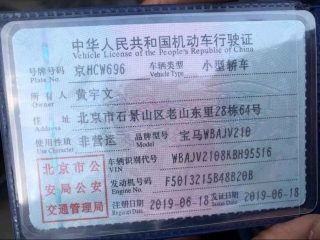 中华人民共和国机动车行驶证
Vehicle License of the People's Republic of China
号牌号码 京HCW696 车辆类型 小型轿车
Plate No. Vehicle Type
所有人 黄宇文
Owner
住址 北京市石景山区老山东里28栋64号
Address
使用性质 非营运 品牌型号 宝马WBAJV210
Use Character Model
北京市公 车辆识别代号 WBAJV2108KBH95516
VIN
安局公安 发动机号码 F5013215B48B20B
Engine No.
交通管理局 注册日期 2019-06-18 发证日期 2019-06-18
Register Date Issue Date